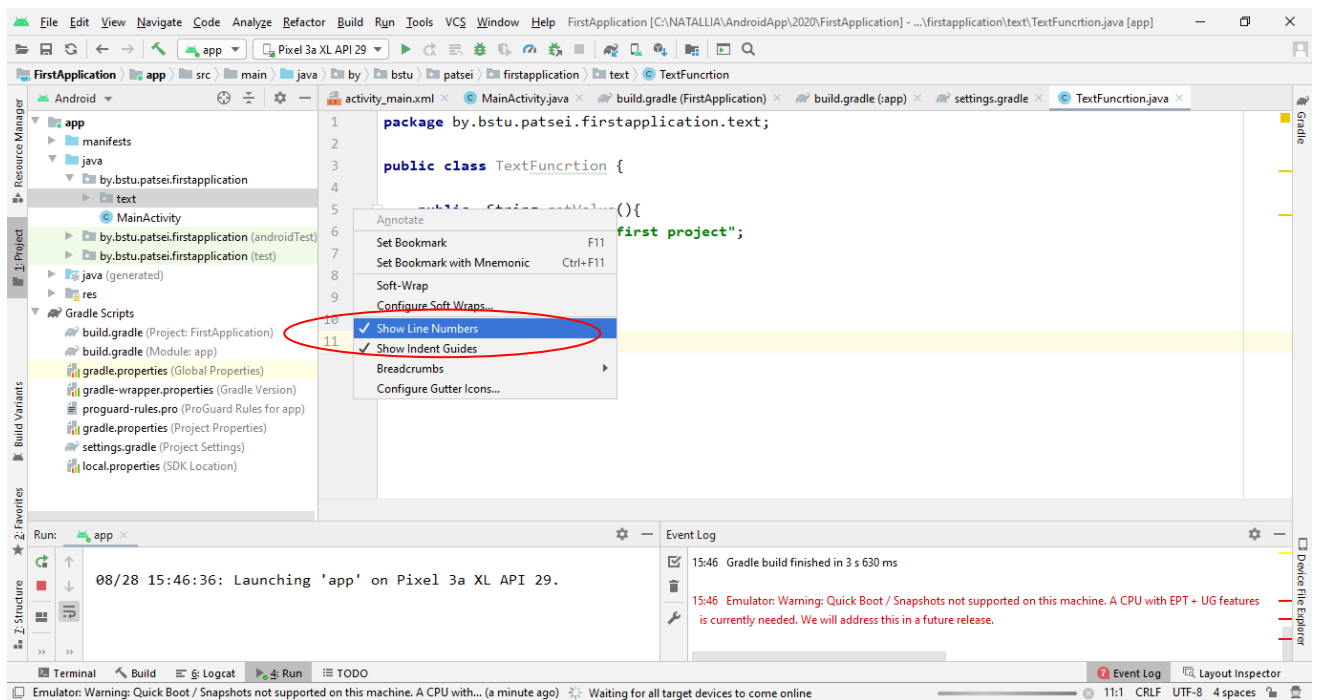 File Edit View Navigate Code Analyze Refactor Build Run Tools VCS Window Help FirstApplication [C:\NATALLIA\AndroidApp\2020\FirstApplication] - ...\firstapplication\text\TextFuncrtion.java [app]
app Pixel 3a XL API 29
FirstApplication app src main java by bstu patsei firstapplication text TextFuncrtion
Android
activity_main.xml MainActivity.java build.gradle (FirstApplication) build.gradle (:app) settings.gradle TextFuncrtion.java
Resource Manager
1: Project
Build Variants
2: Favorites
7: Structure
app
manifests
java
by.bstu.patsei.firstapplication
text
MainActivity
by.bstu.patsei.firstapplication (androidTest)
by.bstu.patsei.firstapplication (test)
java (generated)
res
Gradle Scripts
build.gradle (Project: FirstApplication)
build.gradle (Module: app)
gradle.properties (Global Properties)
gradle-wrapper.properties (Gradle Version)
proguard-rules.pro (ProGuard Rules for app)
gradle.properties (Project Properties)
settings.gradle (Project Settings)
local.properties (SDK Location)
1 package by.bstu.patsei.firstapplication.text;
2
3 public class TextFuncrtion {
4
5 public String getValue(){
6 first project";
7
8
9
10
11
Annotate
Set Bookmark F11
Set Bookmark with Mnemonic Ctrl+F11
Soft-Wrap
Configure Soft Wraps...
Show Line Numbers
Show Indent Guides
Breadcrumbs
Configure Gutter Icons...
Gradle
Device File Explorer
Run: app
08/28 15:46:36: Launching 'app' on Pixel 3a XL API 29.
Event Log
15:46 Gradle build finished in 3 s 630 ms
15:46 Emulator: Warning: Quick Boot / Snapshots not supported on this machine. A CPU with EPT + UG features
is currently needed. We will address this in a future release.
Terminal Build 6: Logcat 4: Run TODO
7 Event Log Layout Inspector
Emulator: Warning: Quick Boot / Snapshots not supported on this machine. A CPU with... (a minute ago) Waiting for all target devices to come online 11:1 CRLF UTF-8 4 spaces